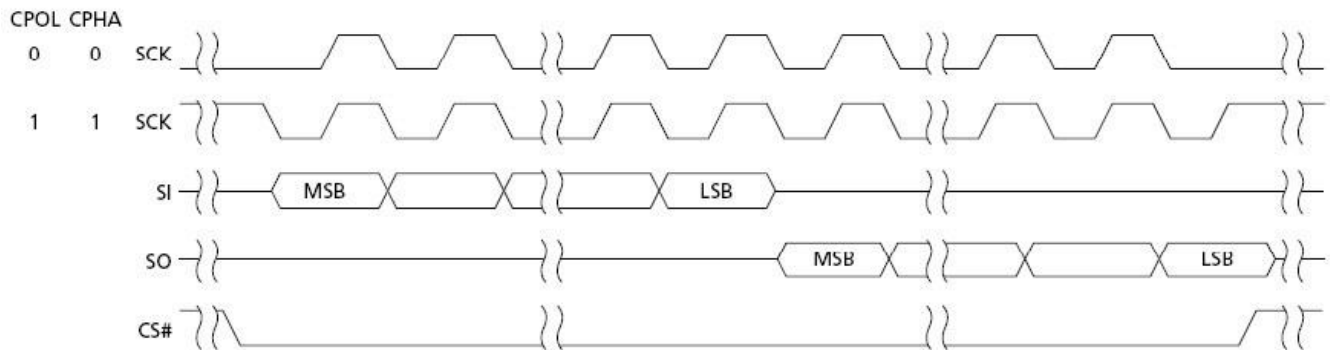 CPOL CPHA
0 0 SCK
1 1 SCK
SI MSB LSB
SO MSB LSB
CS#